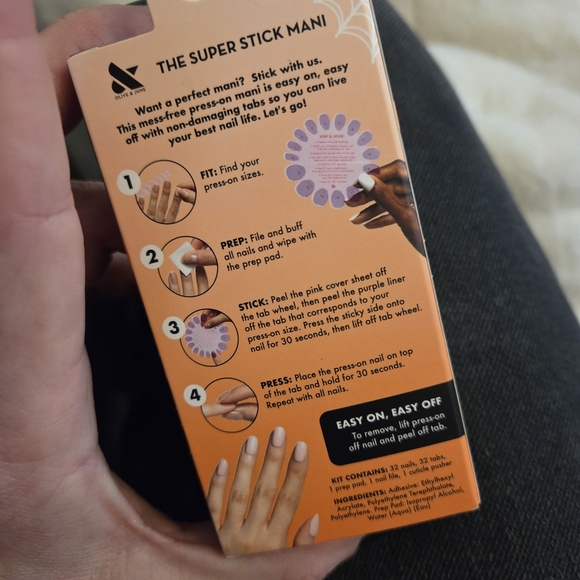 OLIVE & JUNE
THE SUPER STICK MANI
Want a perfect mani? Stick with us.
This mess-free press-on mani is easy on, easy
off with non-damaging tabs so you can live
your best nail life. Let's go!
1
FIT: Find your
press-on sizes.
2
PREP: File and buff
all nails and wipe with
the prep pad.
3
STICK: Peel the pink cover sheet off
the tab wheel, then peel the purple liner
off the tab that corresponds to your
press-on size. Press the sticky side onto
nail for 30 seconds, then lift off tab wheel.
4
PRESS: Place the press-on nail on top
of the tab and hold for 30 seconds.
Repeat with all nails.
EASY ON, EASY OFF
To remove, lift press-on
off nail and peel off tab.
KIT CONTAINS: 32 nails, 32 tabs,
1 prep pad, 1 nail file, 1 cuticle pusher
INGREDIENTS: Adhesive: Ethylhexyl
Acrylate, Polyethylene Terephthalate,
Polyethylene. Prep Pad: Isopropyl Alcohol,
Water (Aqua) (Eau)